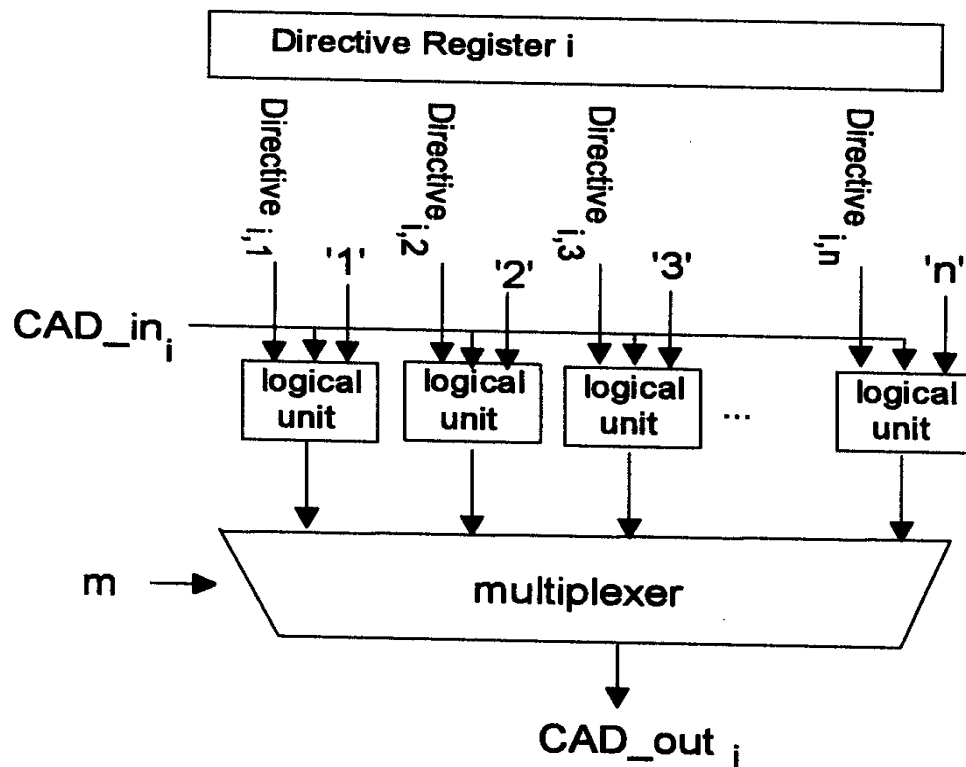 Directive Register i
Directive i,1
Directive i,2
Directive i,3
Directive i,n
'1'
'2'
'3'
'n'
CAD_in i
logical
unit
logical
unit
logical
unit
...
logical
unit
m
multiplexer
CAD_out i